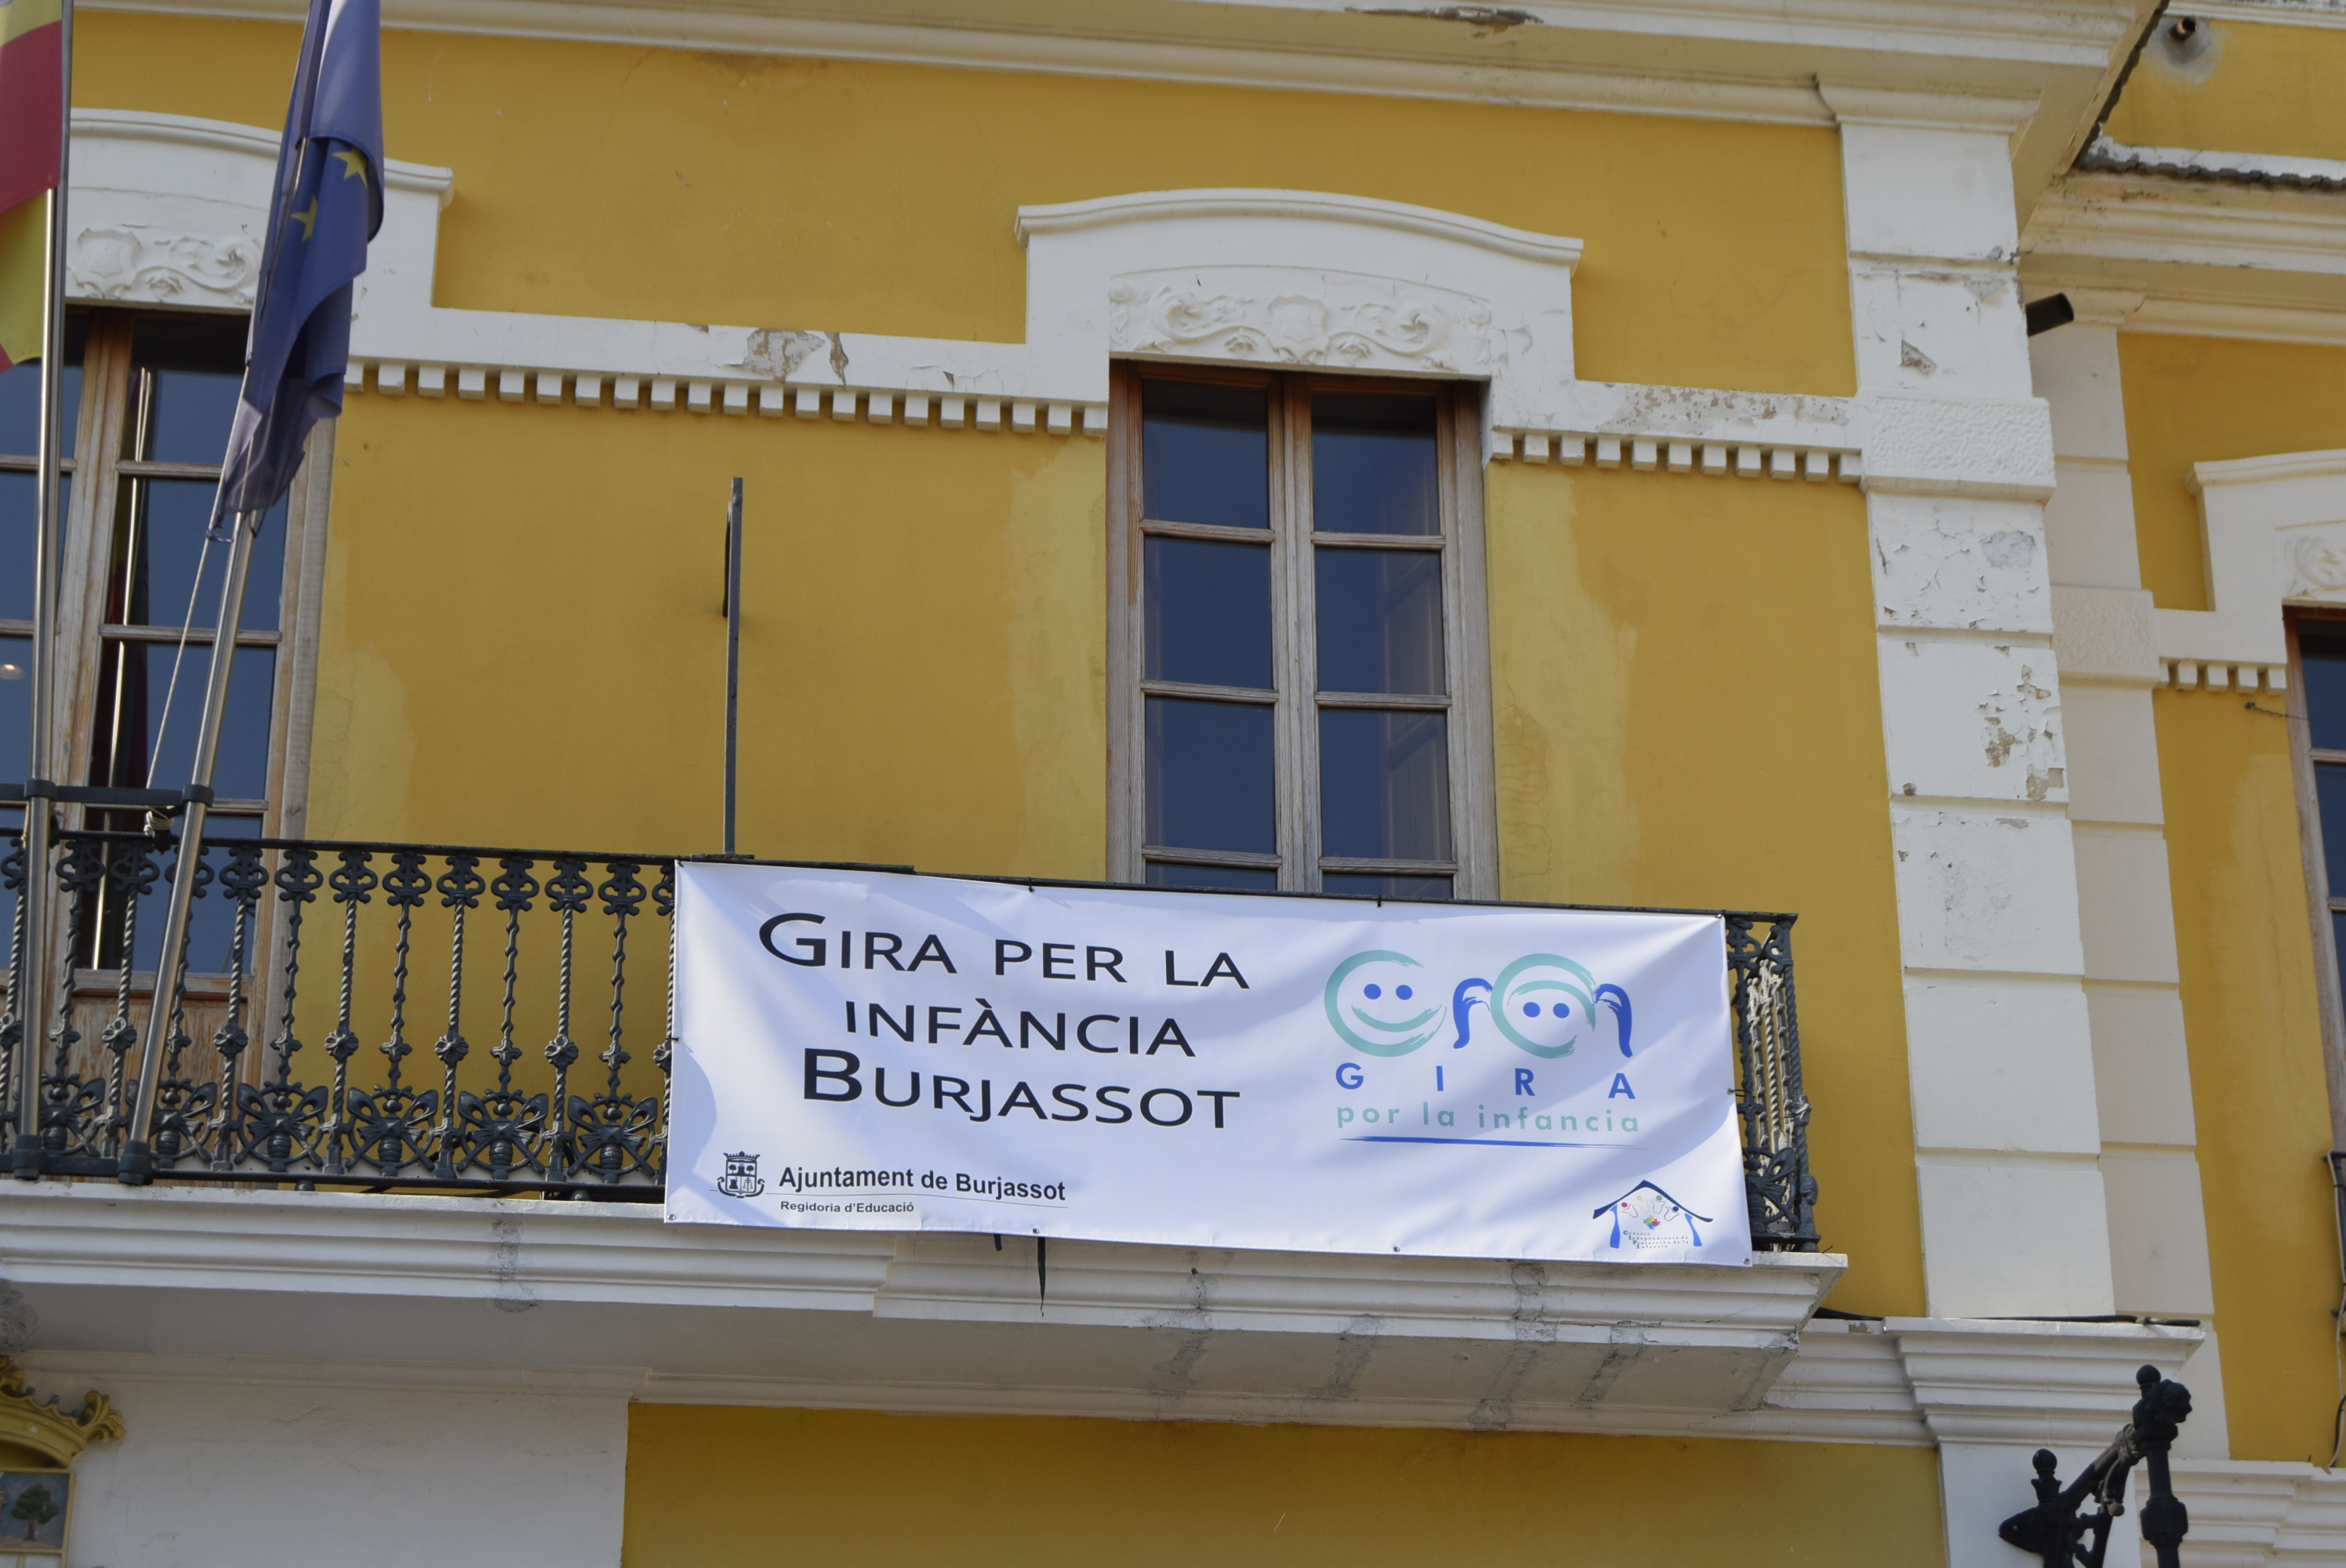 GIRA PER LA
INFÀNCIA
BURJASSOT
Ajuntament de Burjassot
Regidoria d'Educació
GIRA
por la infancia